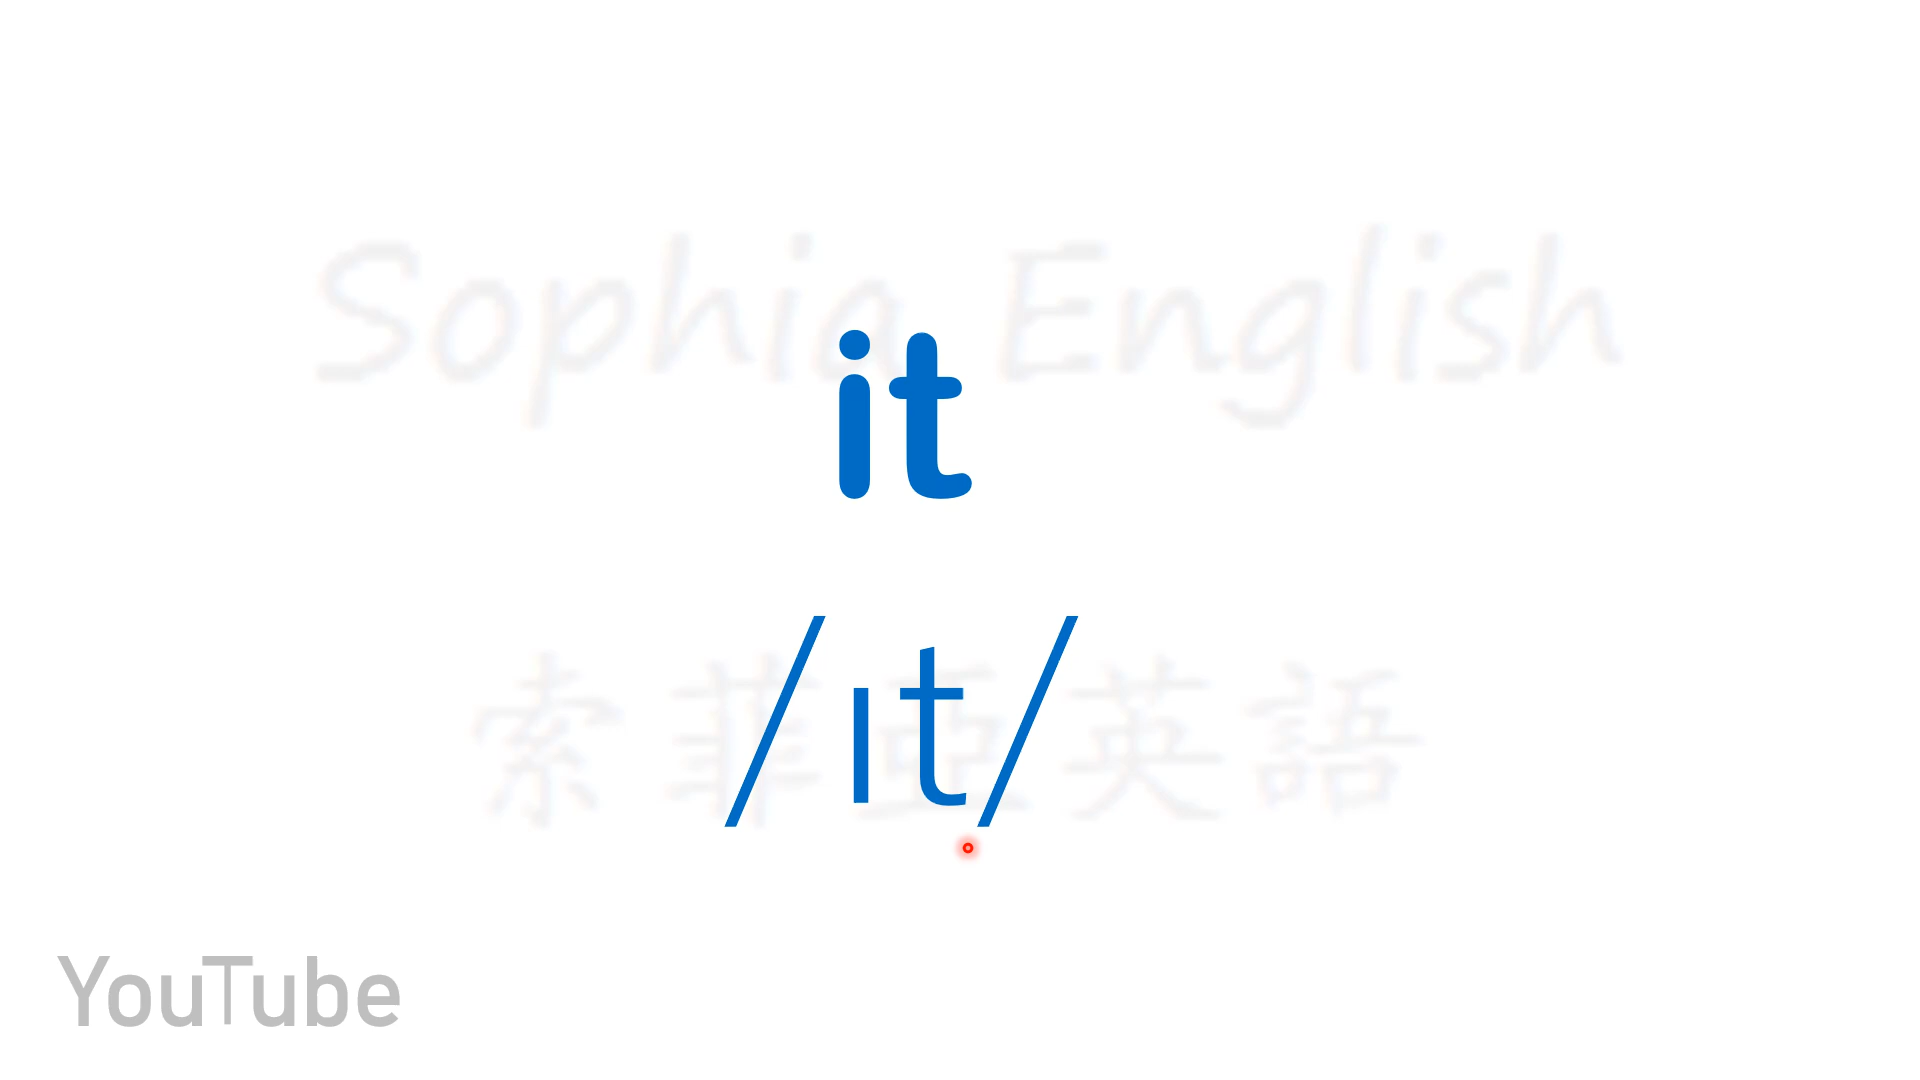 Sophia English
it
/ɪt/
索菲亞英語
YouTube